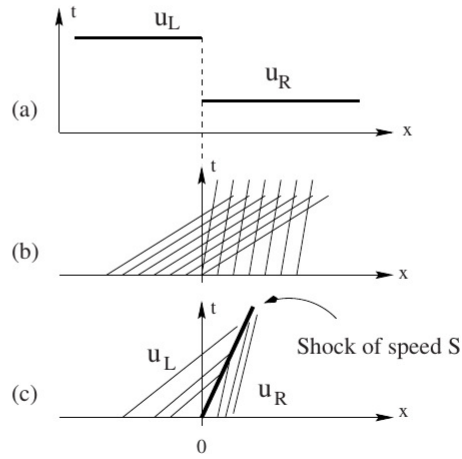 t
u_L
u_R
(a)
x
t
(b)
x
t
u_L
Shock of speed S
u_R
(c)
x
0